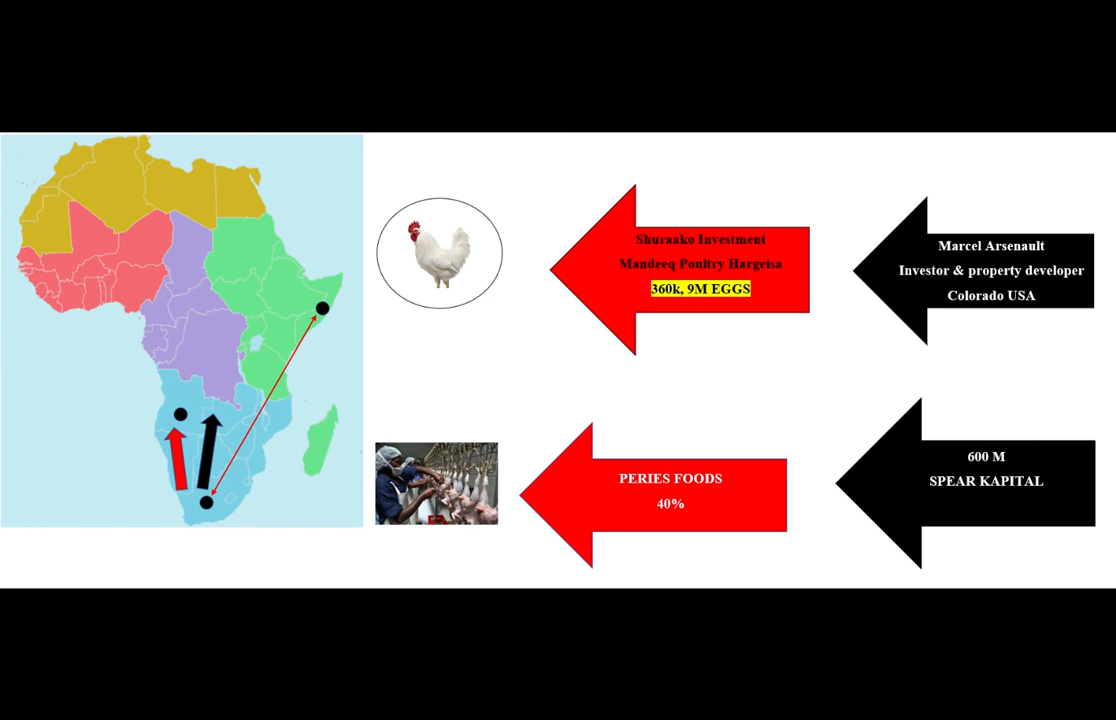 Shuraako Investment
Mandeeq Poultry Hargeisa
360k, 9M EGGS
Marcel Arsenault
Investor & property developer
Colorado USA
PERIES FOODS
40%
600 M
SPEAR KAPITAL